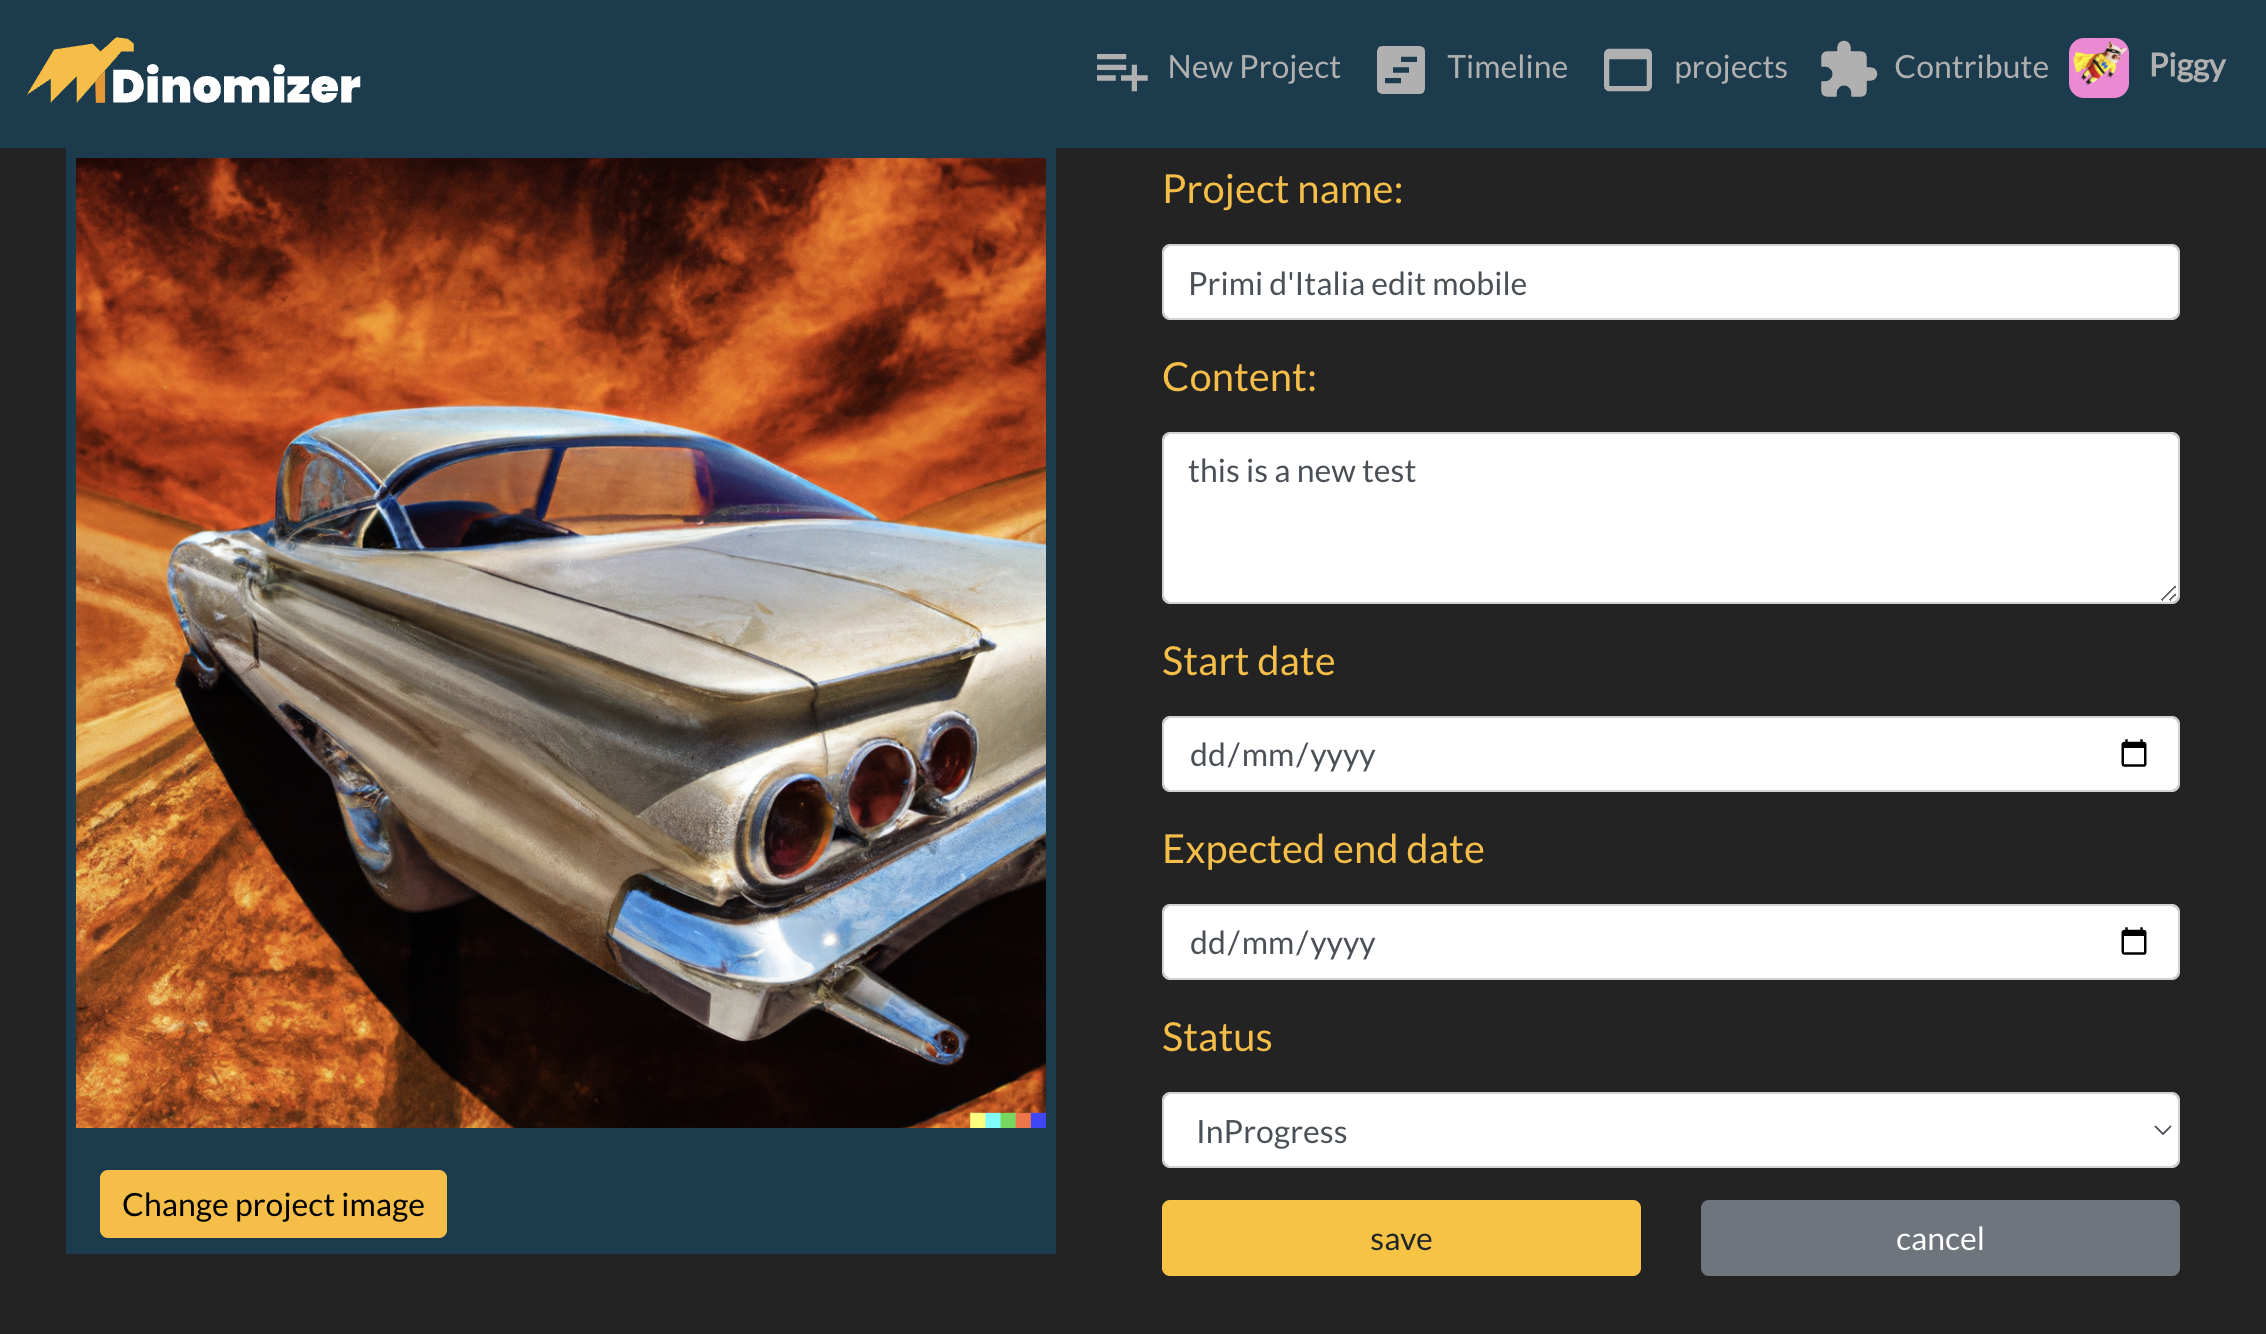 Dinomizer
New Project
Timeline
projects
Contribute
Piggy
Project name:
Primi d'Italia edit mobile
Content:
this is a new test
Start date
dd/mm/yyyy
Expected end date
dd/mm/yyyy
Status
InProgress
Change project image
save
cancel